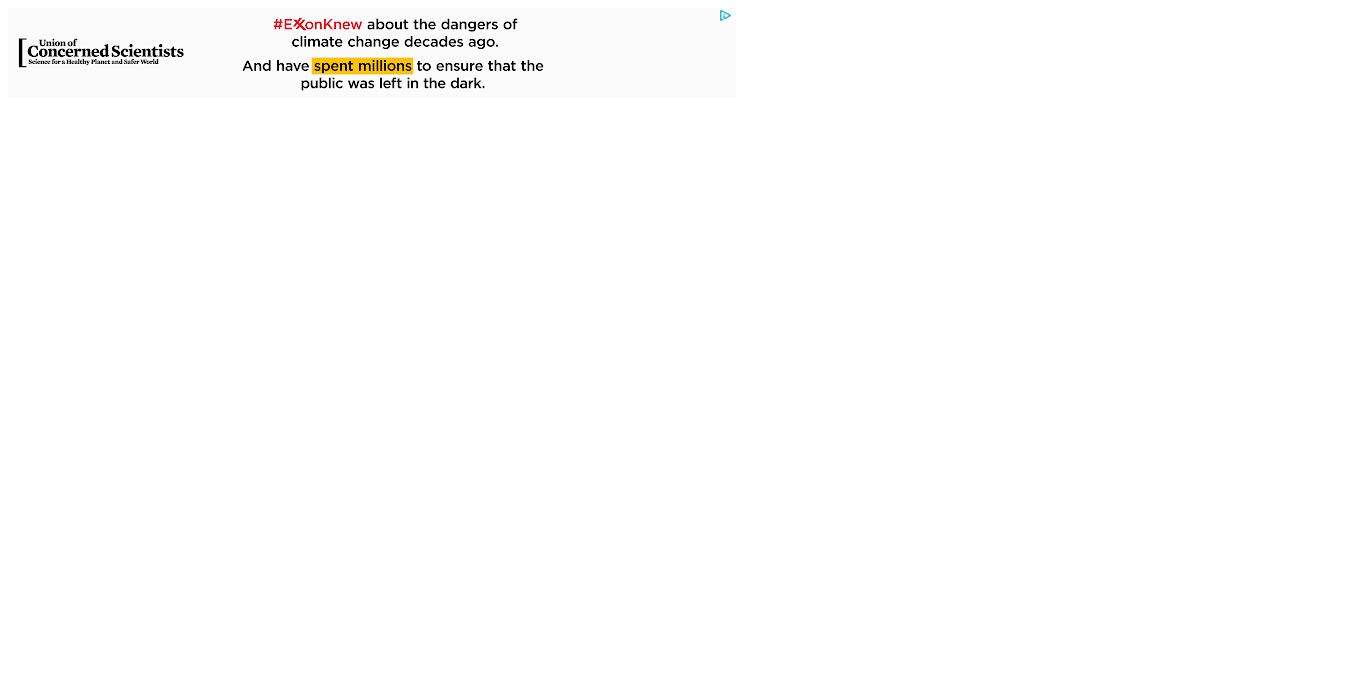 Union of
Concerned Scientists
Science for a Healthy Planet and Safer World
#ExxonKnew about the dangers of
climate change decades ago.
And have spent millions to ensure that the
public was left in the dark.